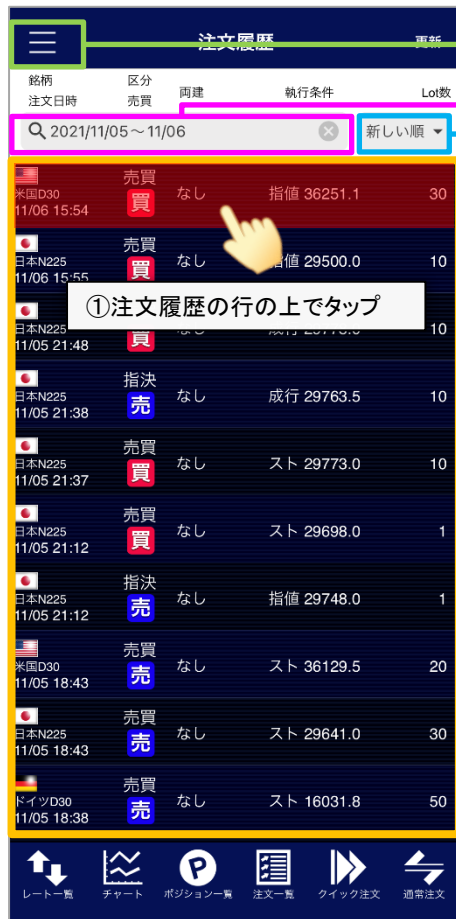 注文履歴
更新
銘柄 区分 両建 執行条件 Lot数
注文日時 売買
2021/11/05～11/06 新しい順
売買
米国D30 買 なし 指値 36251.1 30
11/06 15:54
売買
日本N225 買 なし 指値 29500.0 10
11/06 15:55
①注文履歴の行の上でタップ
日本N225 買 10
11/05 21:48
指決
日本N225 売 なし 成行 29763.5 10
11/05 21:38
売買
日本N225 買 なし スト 29773.0 10
11/05 21:37
売買
日本N225 買 なし スト 29698.0 1
11/05 21:12
指決
日本N225 売 なし 指値 29748.0 1
11/05 21:12
売買
米国D30 売 なし スト 36129.5 20
11/05 18:43
売買
日本N225 売 なし スト 29641.0 30
11/05 18:43
売買
ドイツD30 売 なし スト 16031.8 50
11/05 18:38
レート一覧 チャート ポジション一覧 注文一覧 クイック注文 通常注文